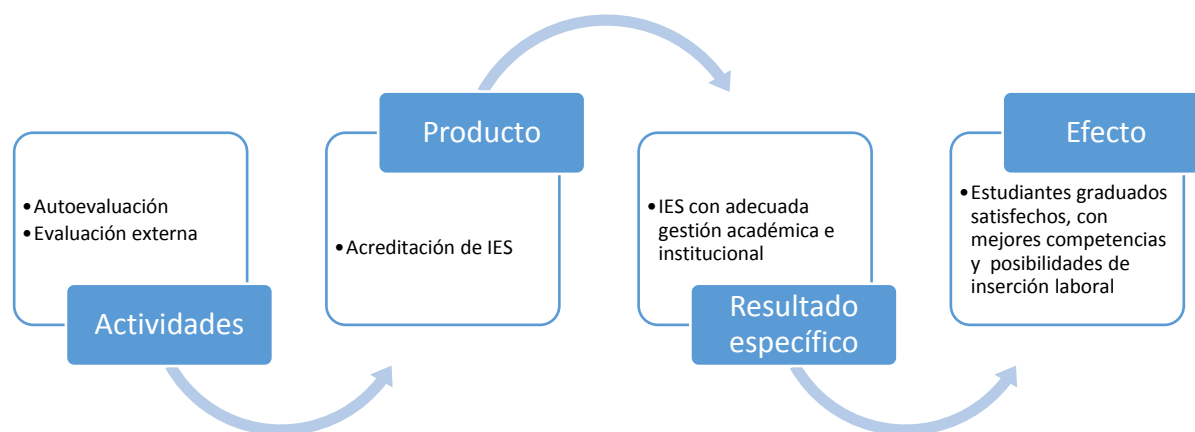 •Autoevaluación
•Evaluación externa
Actividades
Producto
•Acreditación de IES
•IES con adecuada
gestión académica e
institucional
Resultado
específico
Efecto
•Estudiantes graduados
satisfechos, con
mejores competencias
y  posibilidades de
inserción laboral